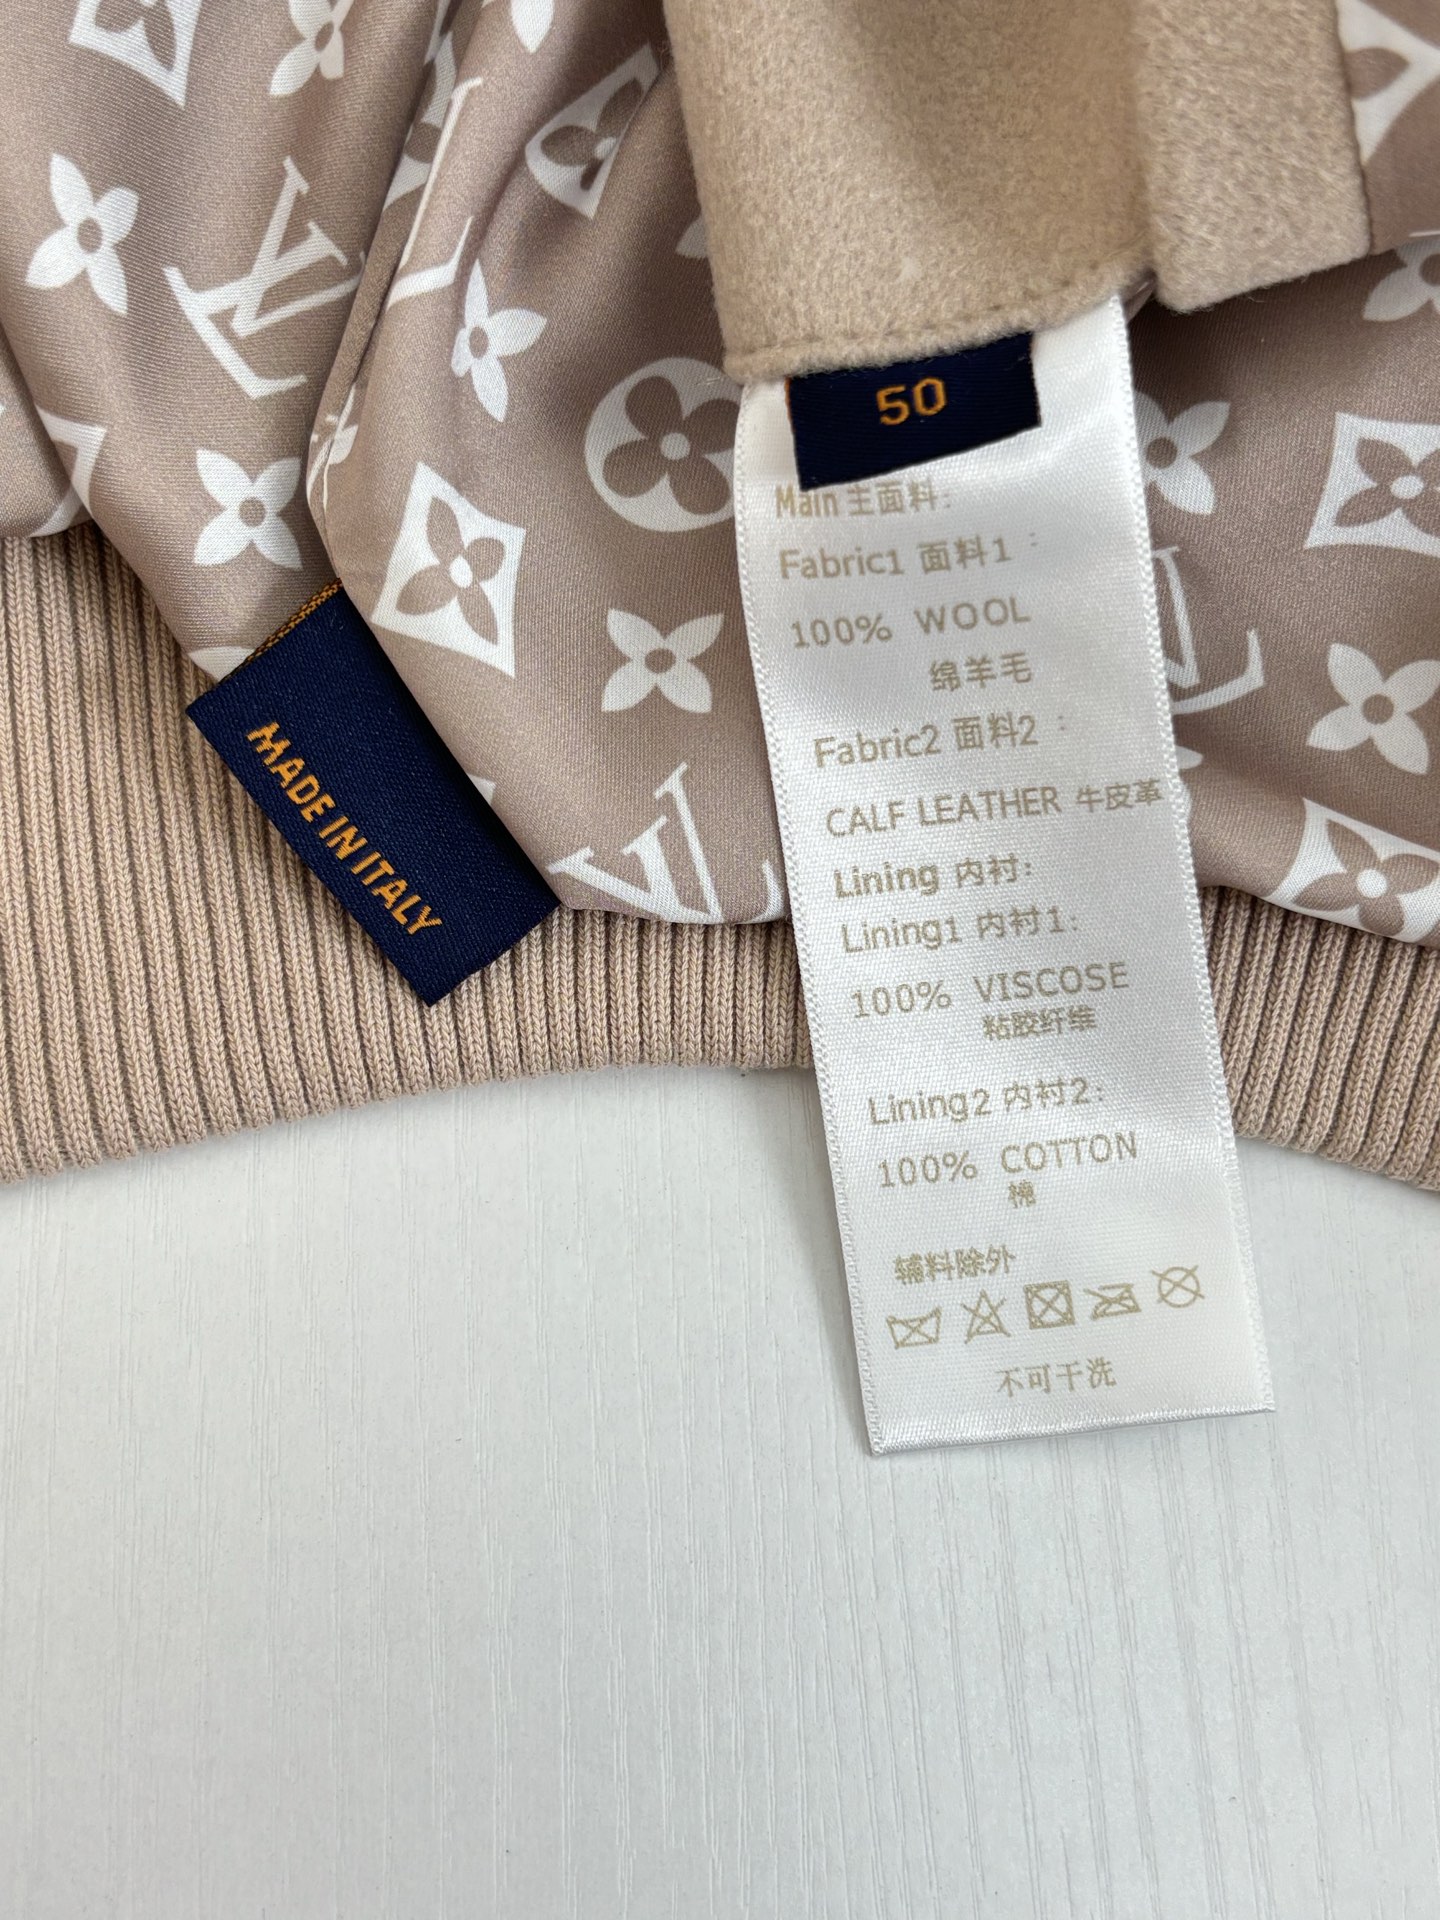 50
Main 主面料:
Fabric1 面料1 :
100% WOOL
绵羊毛
Fabric2 面料2 :
CALF LEATHER 牛皮革
Lining 内衬:
Lining1 内衬1:
100% VISCOSE
粘胶纤维
Lining2 内衬2:
100% COTTON
棉
辅料除外
不可干洗
MADE IN ITALY